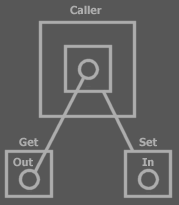 Caller
Get Set
Out In